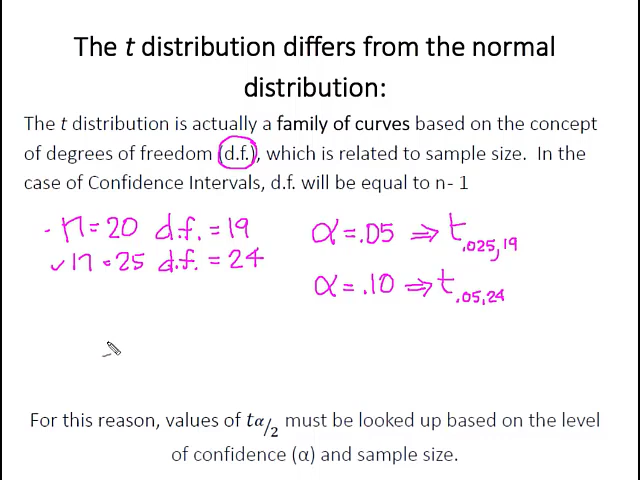 The t distribution differs from the normal
distribution:
The t distribution is actually a family of curves based on the concept
of degrees of freedom (d.f.), which is related to sample size. In the
case of Confidence Intervals, d.f. will be equal to n- 1
- n = 20 d.f. = 19 α = .05 ⇒ t.025,19
✓ n = 25 d.f. = 24 α = .10 ⇒ t.05,24
For this reason, values of tα/2 must be looked up based on the level
of confidence (α) and sample size.